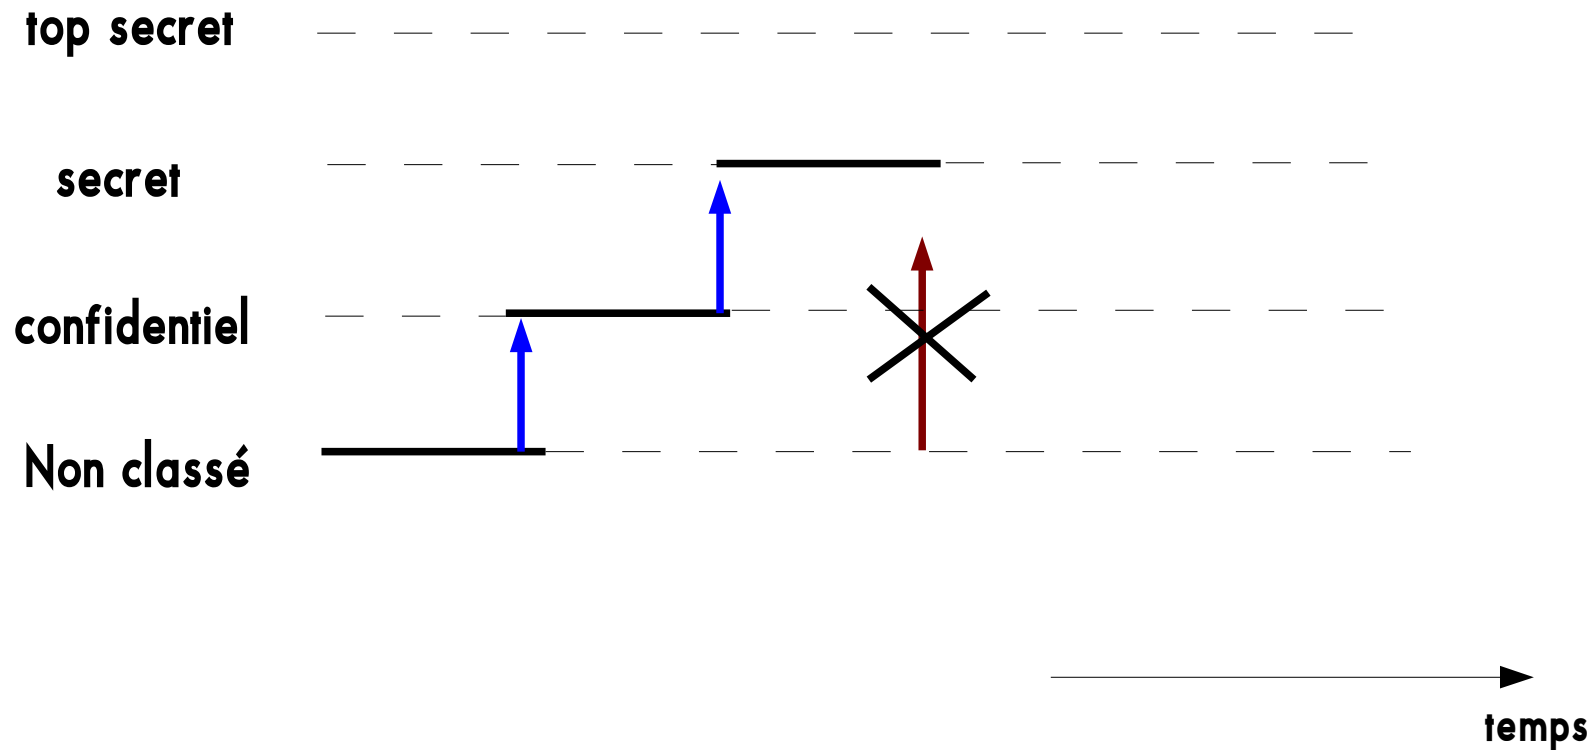 top secret
secret
confidentiel
Non classé
temps